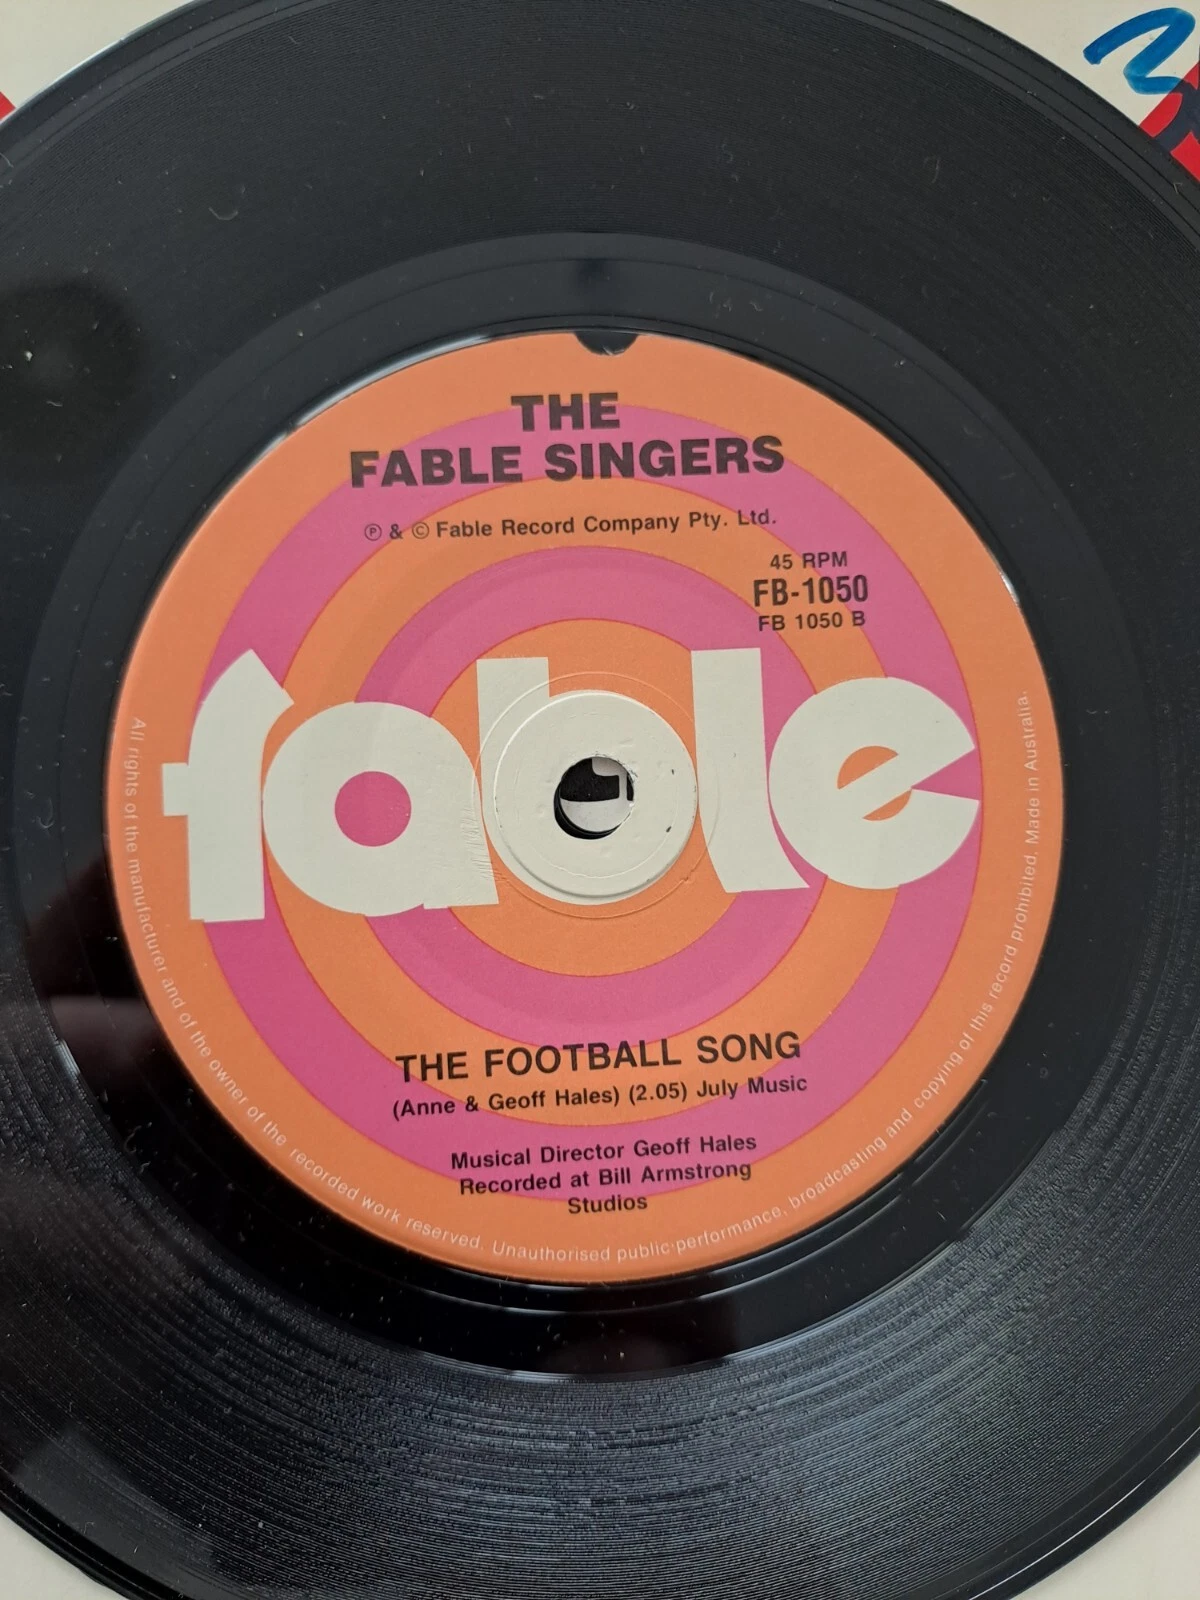 THE
FABLE SINGERS
Ⓟ & © Fable Record Company Pty. Ltd.
45 RPM
FB-1050
FB 1050 B
fable
THE FOOTBALL SONG
(Anne & Geoff Hales) (2.05) July Music
Musical Director Geoff Hales
Recorded at Bill Armstrong
Studios
All rights of the manufacturer and of the owner of the recorded work reserved. Unauthorised public performance, broadcasting and copying of this record prohibited. Made in Australia.